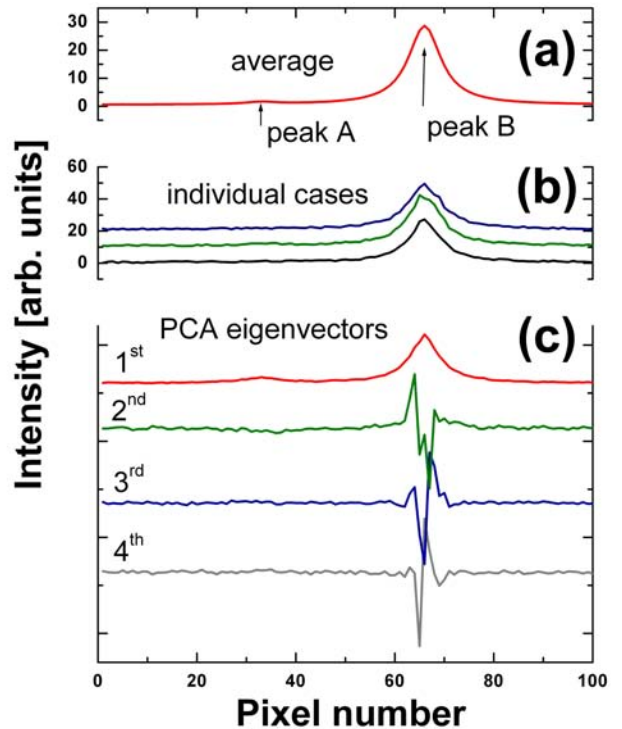 Intensity [arb. units]
30
20
10
0
average
(a)
peak A
peak B
60
40
20
0
individual cases
(b)
PCA eigenvectors
(c)
1st
2nd
3rd
4th
0 20 40 60 80 100
Pixel number